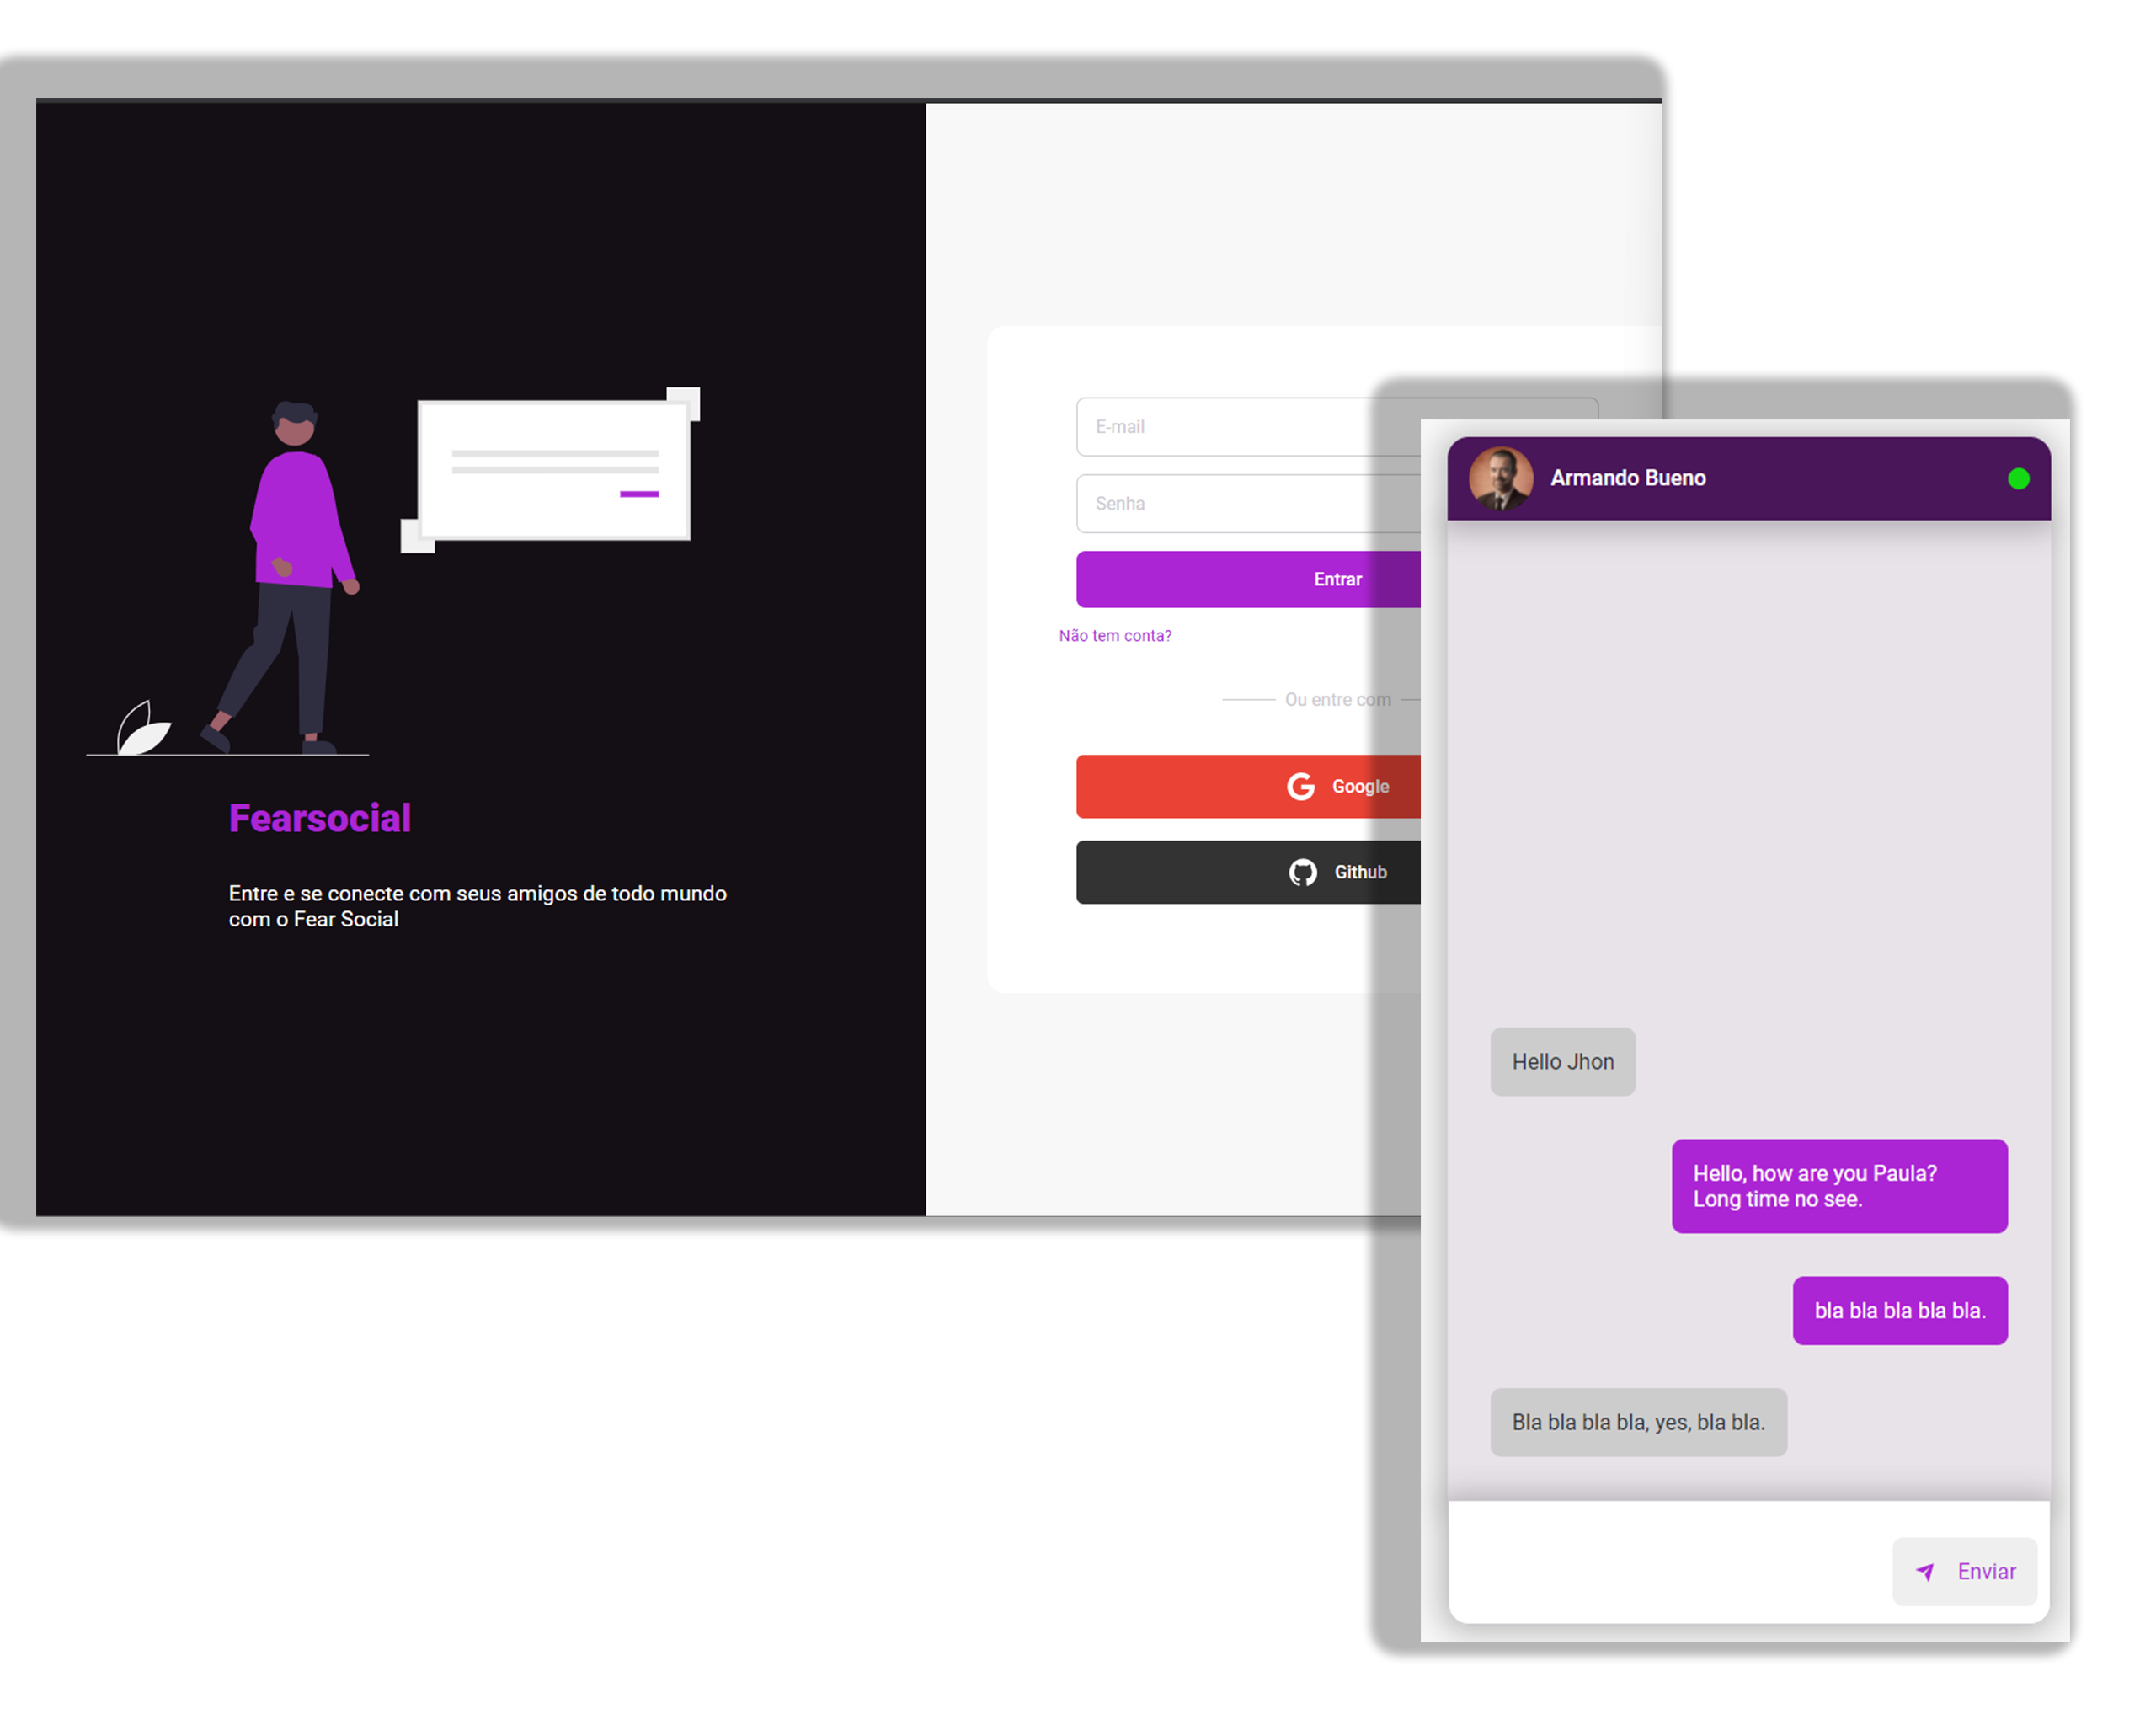 Fearsocial
Entre e se conecte com seus amigos de todo mundo
com o Fear Social
E-mail
Senha
Entrar
Não tem conta?
Ou entre com
Google
Github
Armando Bueno
Hello Jhon
Hello, how are you Paula?
Long time no see.
bla bla bla bla bla.
Bla bla bla bla, yes, bla bla.
Enviar